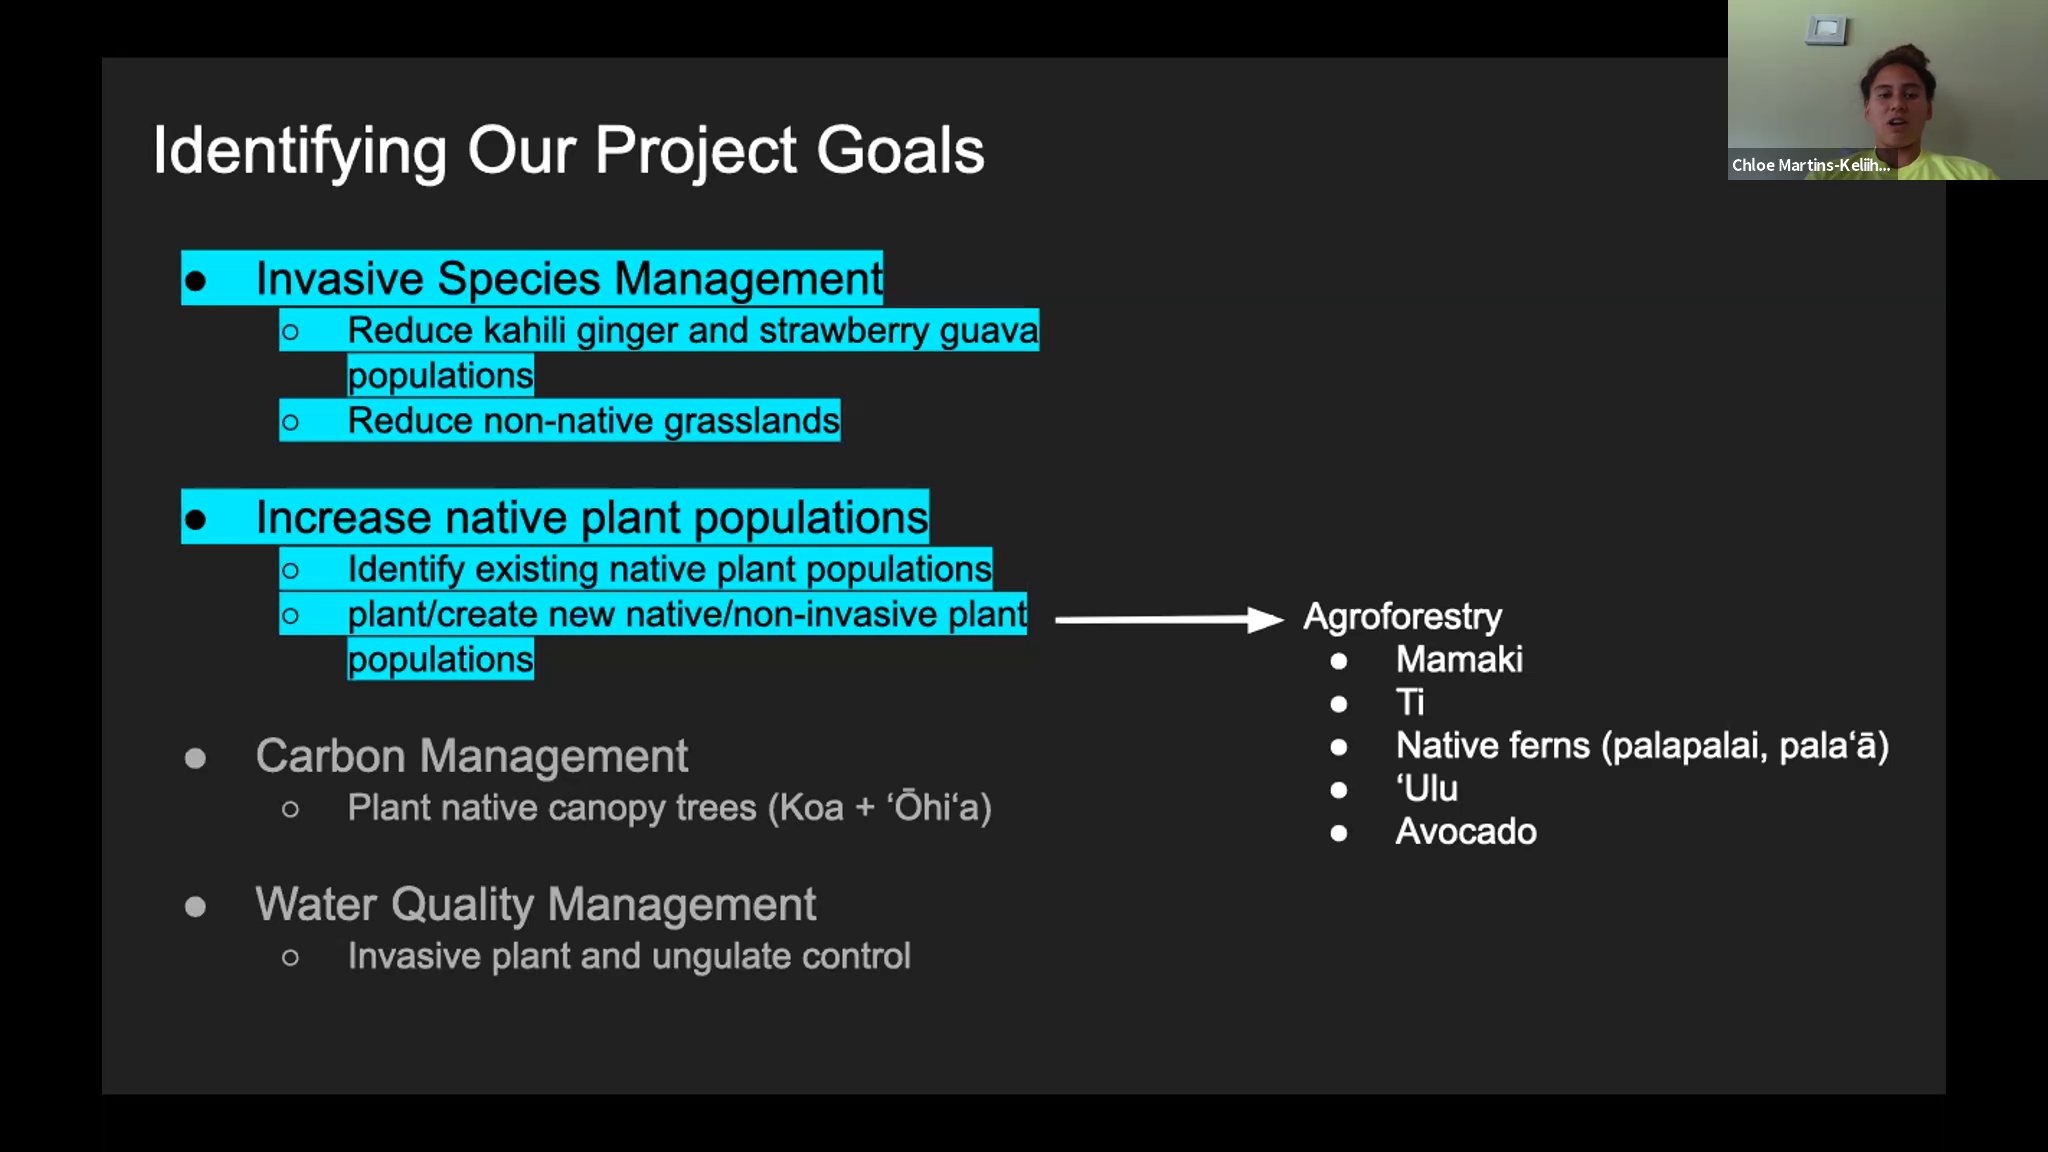 Identifying Our Project Goals
Chloe Martins-Keliih...
● Invasive Species Management
○ Reduce kahili ginger and strawberry guava
populations
○ Reduce non-native grasslands
● Increase native plant populations
○ Identify existing native plant populations
○ plant/create new native/non-invasive plant
populations
Agroforestry
● Mamaki
● Ti
● Native ferns (palapalai, palaʻā)
● ʻUlu
● Avocado
● Carbon Management
○ Plant native canopy trees (Koa + ʻŌhiʻa)
● Water Quality Management
○ Invasive plant and ungulate control